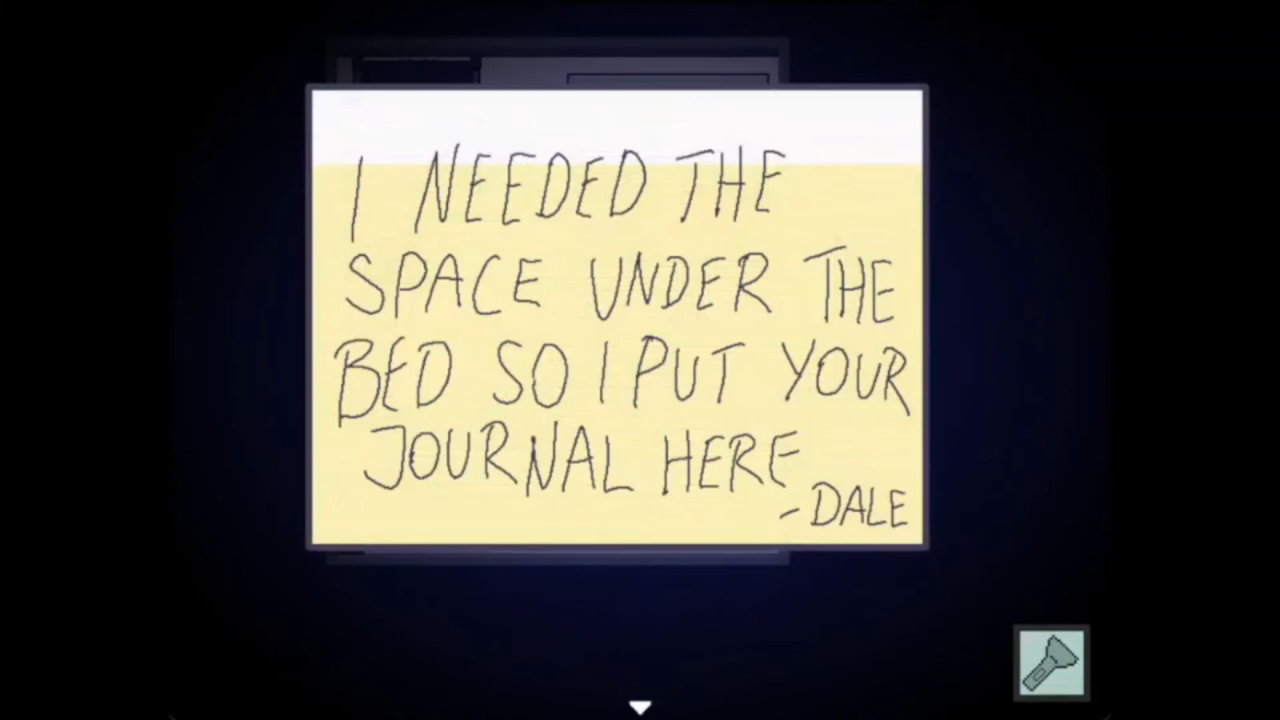 I NEEDED THE
SPACE UNDER THE
BED SO I PUT YOUR
JOURNAL HERE
-DALE